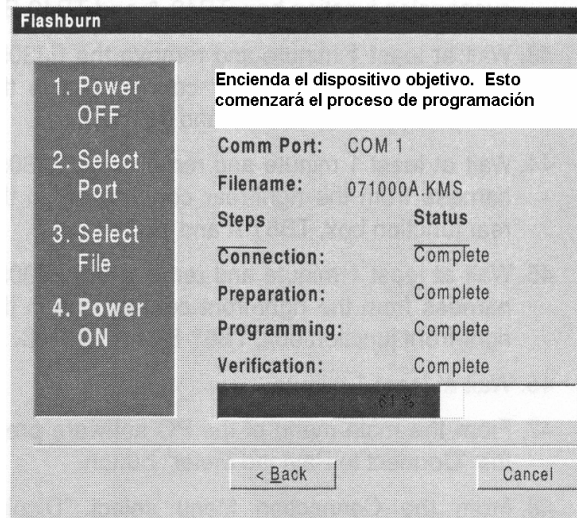 Flashburn
1. Power
OFF
2. Select
Port
3. Select
File
4. Power
ON
Encienda el dispositivo objetivo. Esto
comenzará el proceso de programación
Comm Port: COM 1
Filename: 071000A.KMS
Steps Status
Connection: Complete
Preparation: Complete
Programming: Complete
Verification: Complete
61 %
< Back Cancel